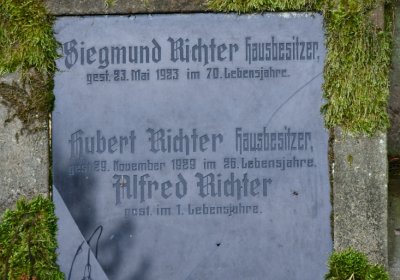 Siegmund Richter Hausbesitzer,
gest. 23. Mai 1923 im 70. Lebensjahre.
Hubert Richter Hausbesitzer,
gest. 29. November 1929 im 26. Lebensjahre.
Alfred Richter
gest. im 1. Lebensjahre.